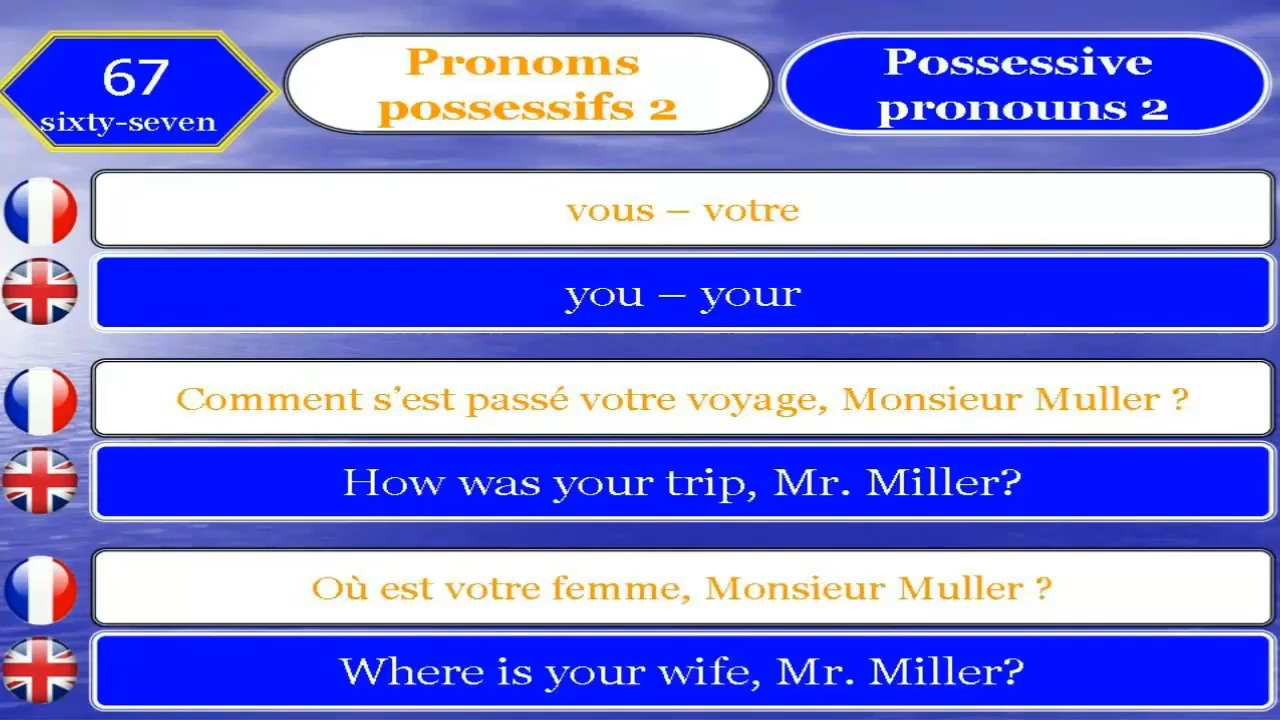 67
sixty-seven
Pronoms
possessifs 2
Possessive
pronouns 2
vous – votre
you – your
Comment s’est passé votre voyage, Monsieur Muller ?
How was your trip, Mr. Miller?
Où est votre femme, Monsieur Muller ?
Where is your wife, Mr. Miller?